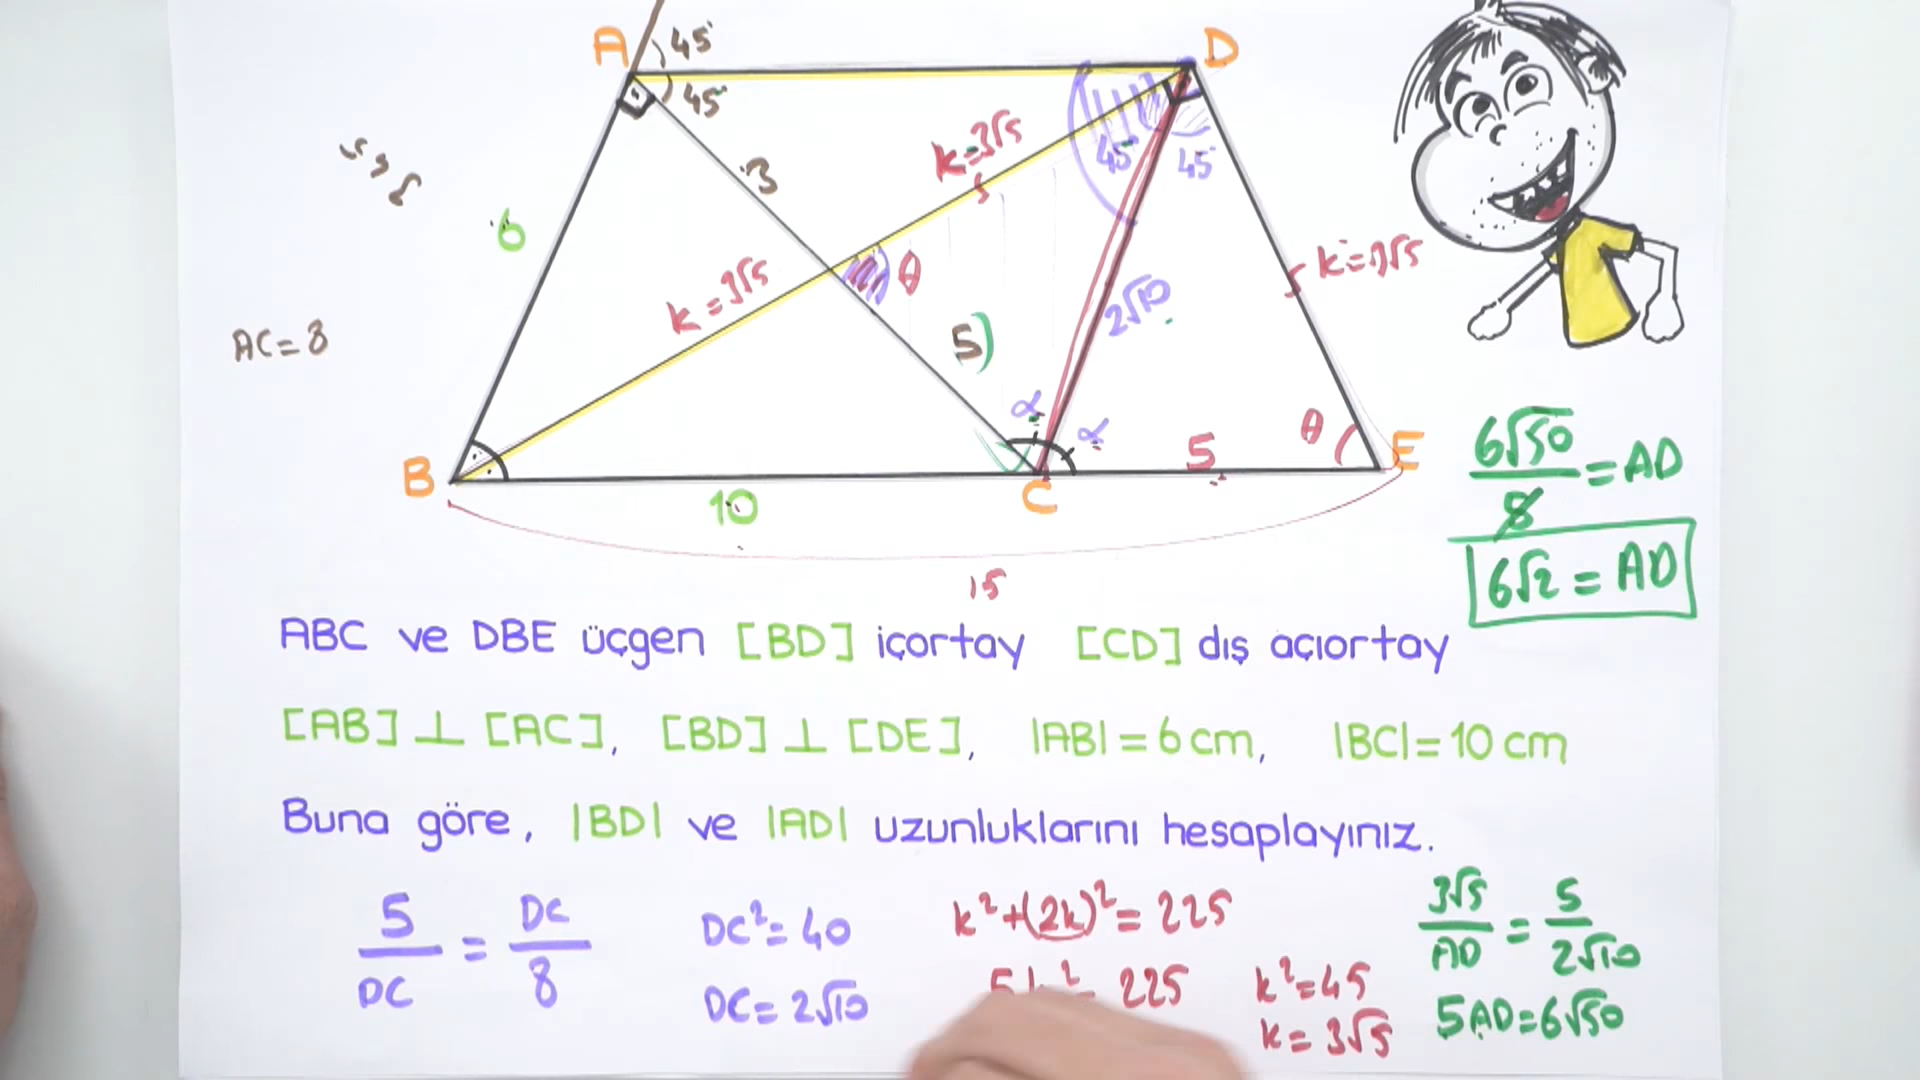 A 45° D
45°
k=3√5
3
45° 45°
6
k=3√5 θ k=3√5
2√10
AC=8 5
α α θ 5 E
B 10 C
15
6√50/8 = AD
6√2 = AD
ABC ve DBE üçgen [BD] içortay [CD] dış açıortay
[AB] ⊥ [AC], [BD] ⊥ [DE], |AB| = 6 cm, |BC| = 10 cm
Buna göre, |BD| ve |AD| uzunluklarını hesaplayınız.
5/DC = DC/8
DC² = 40
DC = 2√10
k²+(2k)² = 225
5k² = 225
k² = 45
k = 3√5
3√5/AD = 5/2√10
5AD = 6√50